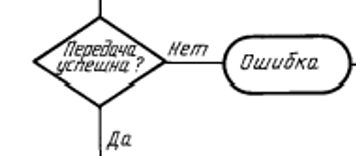 Передача
успешна?
Нет
Ошибка
Да